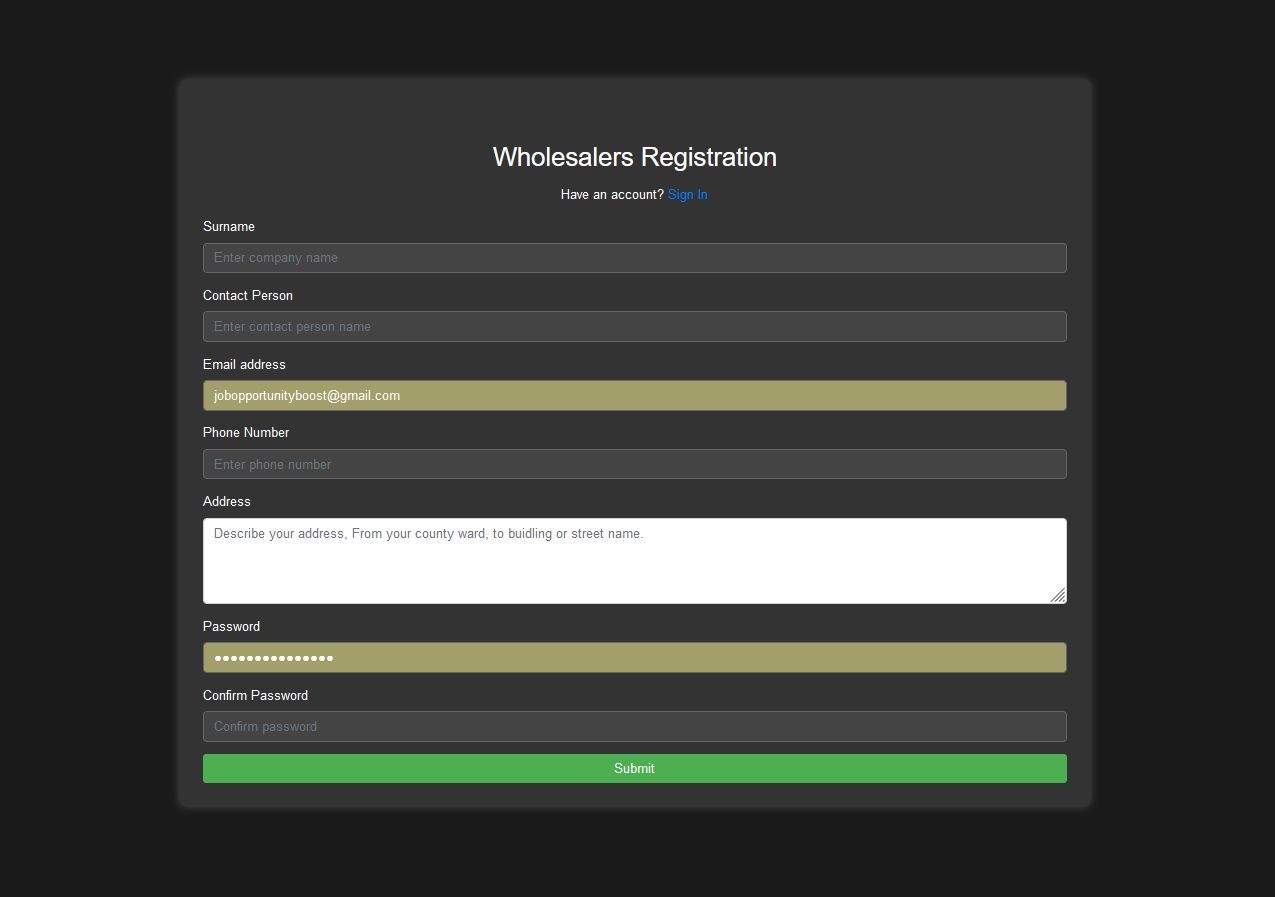 Wholesalers Registration
Have an account? Sign In
Surname
Enter company name
Contact Person
Enter contact person name
Email address
jobopportunityboost@gmail.com
Phone Number
Enter phone number
Address
Describe your address, From your county ward, to buidling or street name.
Password
•••••••••••••••
Confirm Password
Confirm password
Submit